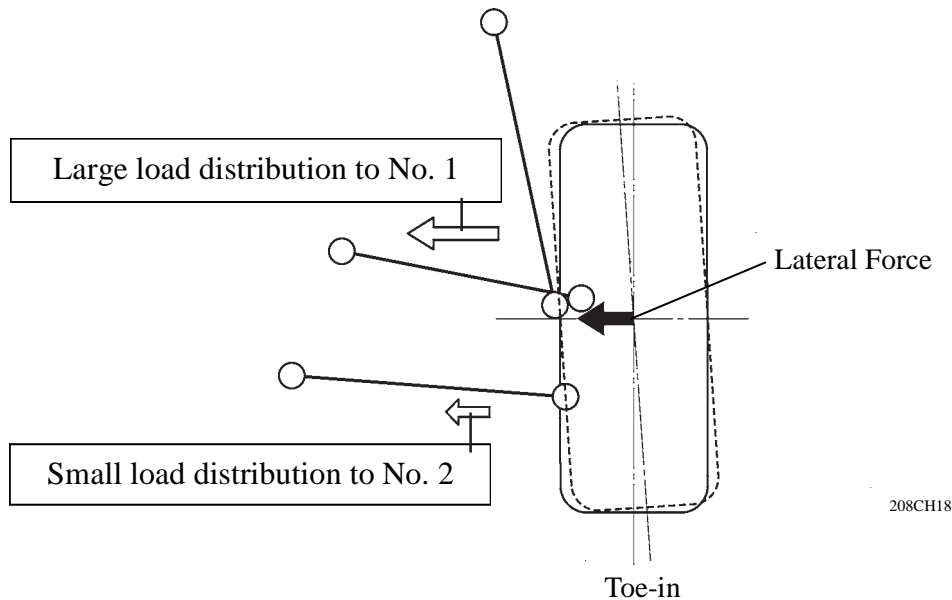 Large load distribution to No. 1
Lateral Force
Small load distribution to No. 2
208CH18
Toe-in